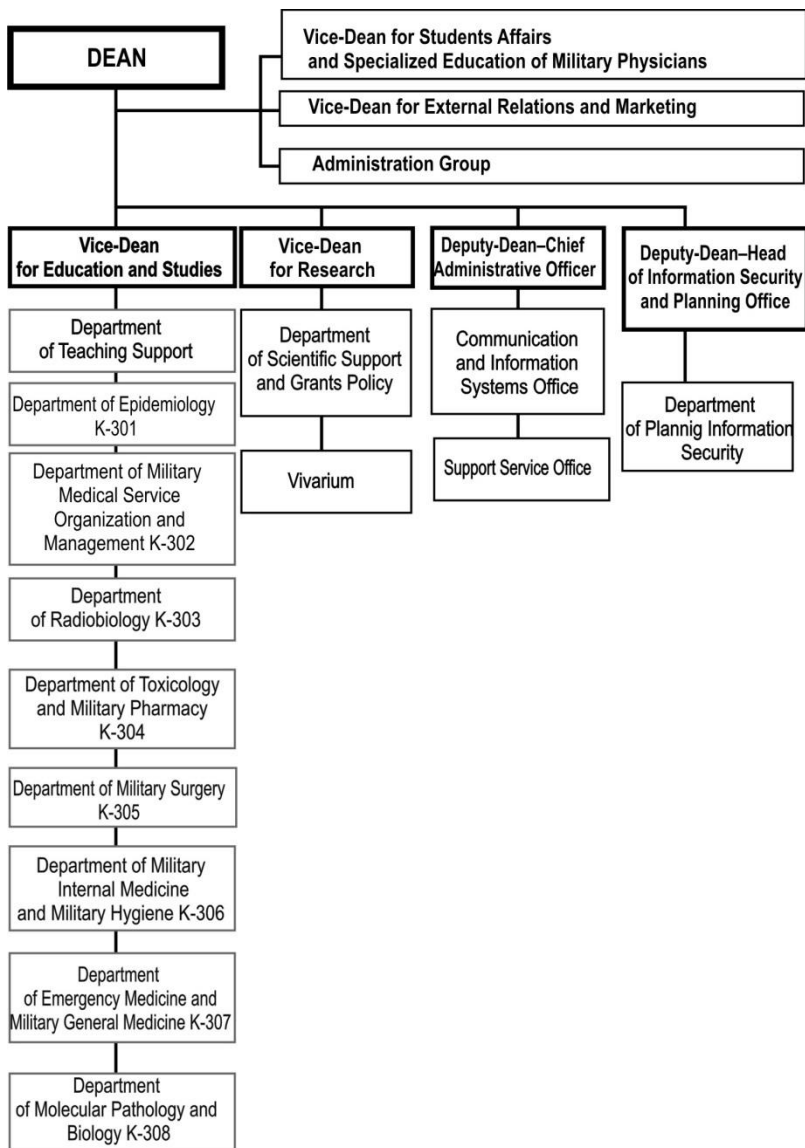 DEAN
Vice-Dean for Students Affairs
and Specialized Education of Military Physicians
Vice-Dean for External Relations and Marketing
Administration Group
Vice-Dean
for Education and Studies
Department
of Teaching Support
Department of Epidemiology
K-301
Department of Military
Medical Service
Organization and
Management K-302
Department
of Radiobiology K-303
Department of Toxicology
and Military Pharmacy
K-304
Department of Military Surgery
K-305
Department of Military
Internal Medicine
and Military Hygiene K-306
Department
of Emergency Medicine and
Military General Medicine K-307
Department
of Molecular Pathology and
Biology K-308
Vice-Dean
for Research
Department
of Scientific Support
and Grants Policy
Vivarium
Deputy-Dean–Chief
Administrative Officer
Communication
and Information
Systems Office
Support Service Office
Deputy-Dean–Head
of Information Security
and Planning Office
Department
of Plannig Information
Security